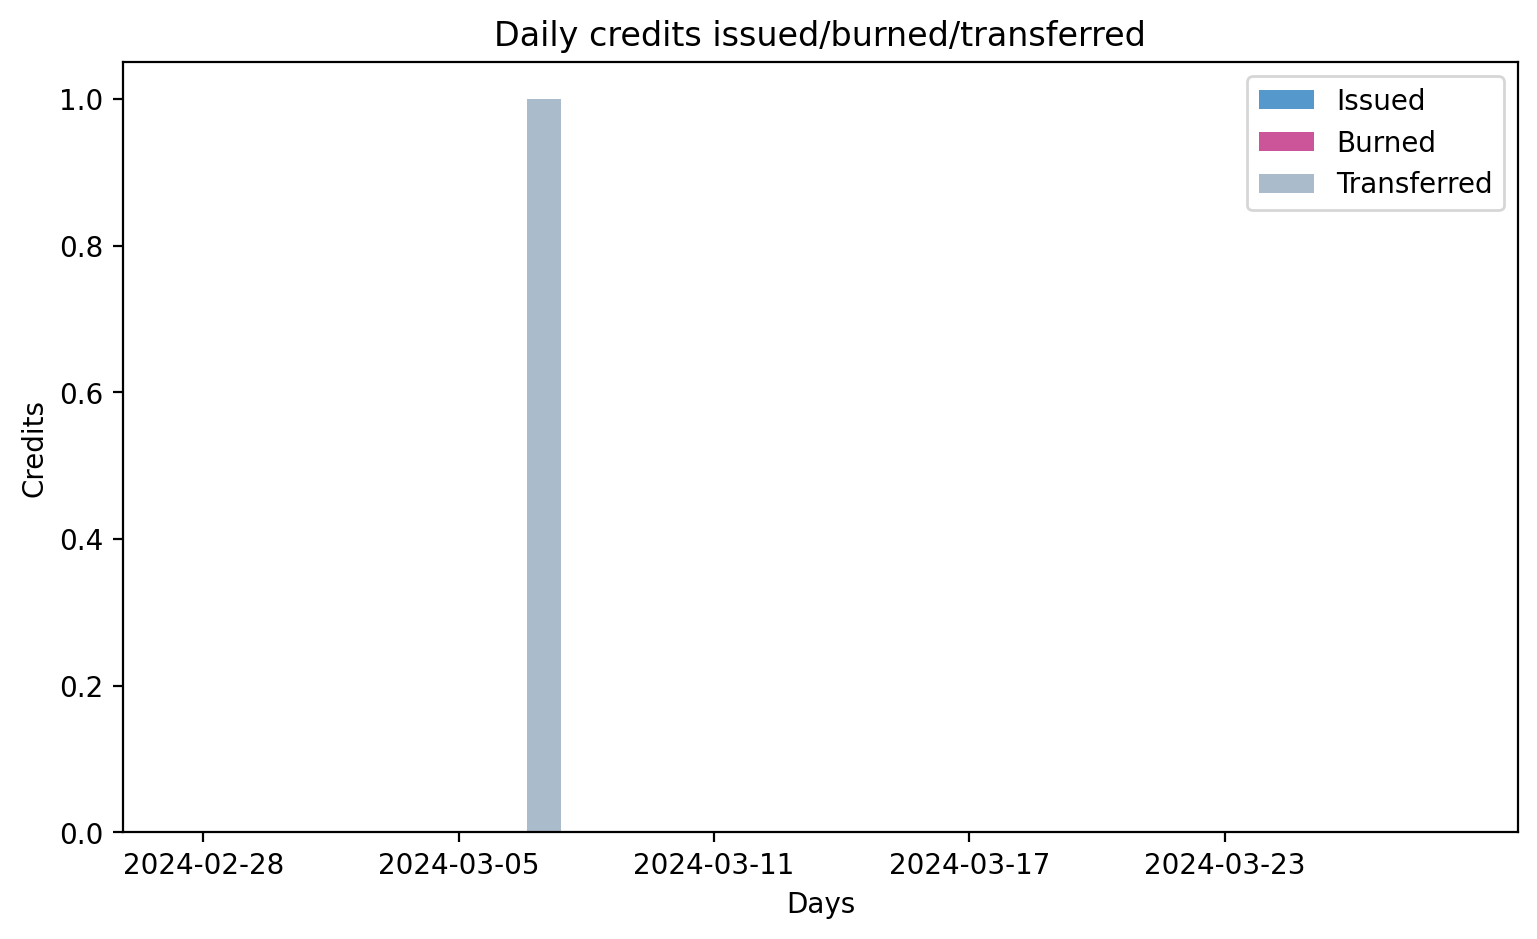 Daily credits issued/burned/transferred
Issued
Burned
Transferred
1.0
0.8
0.6
0.4
0.2
0.0
Credits
2024-02-28 2024-03-05 2024-03-11 2024-03-17 2024-03-23
Days